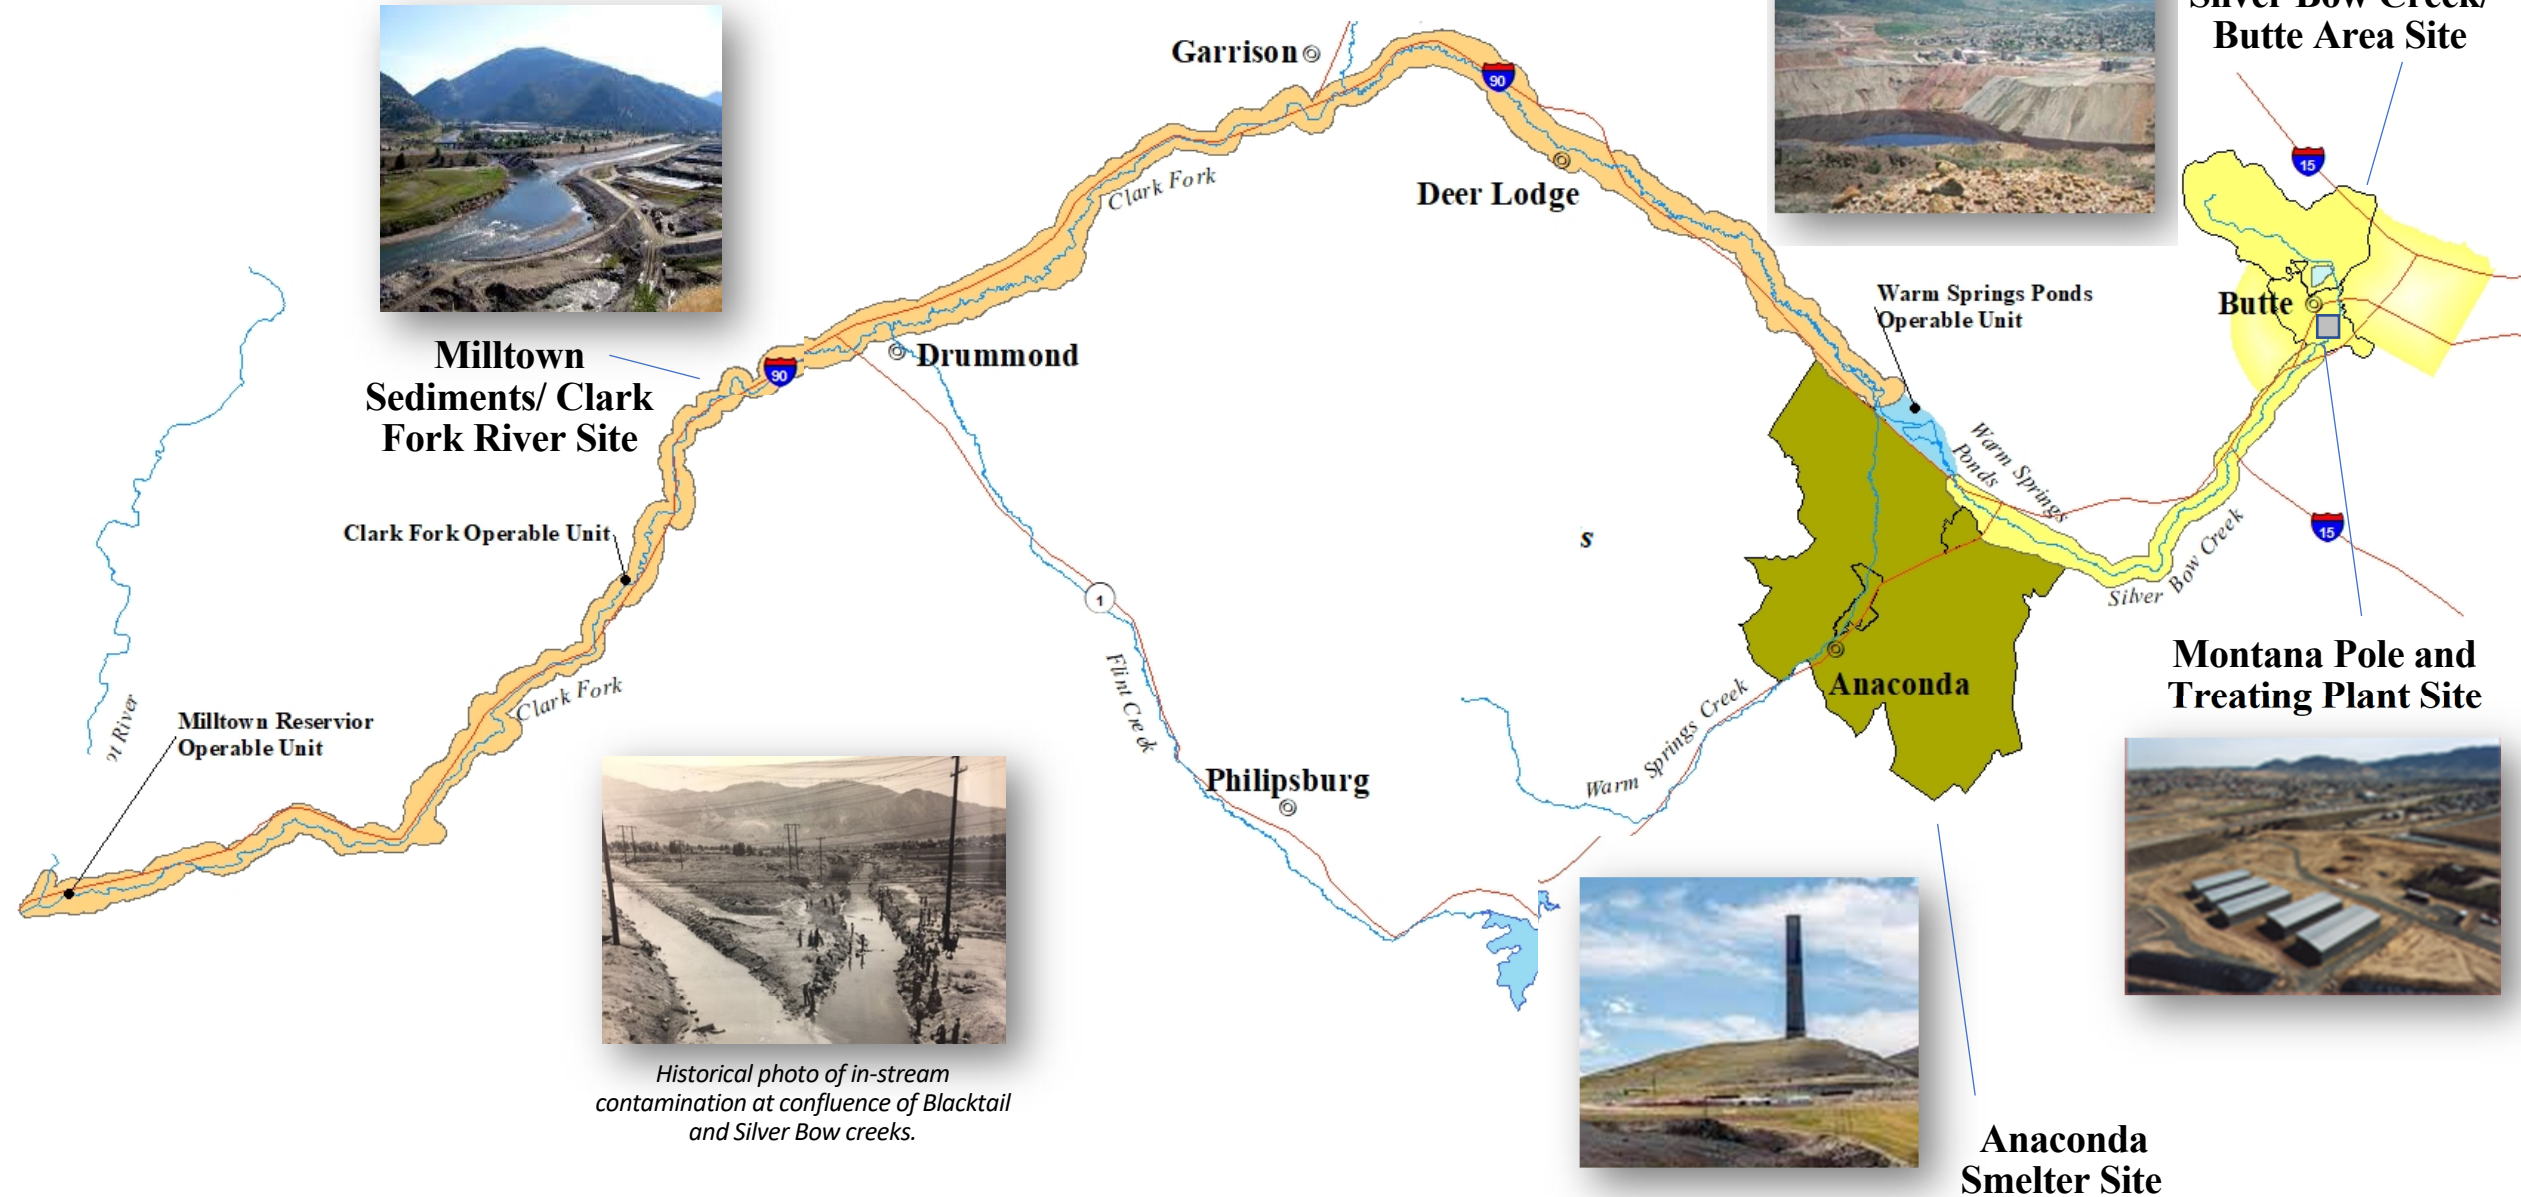 Silver Bow Creek/
Butte Area Site
Garrison
90
15
Clark Fork
Deer Lodge
Warm Springs Ponds
Operable Unit
Butte
Milltown
Sediments/ Clark
Fork River Site
90
Drummond
Warm Springs
Ponds
Clark Fork Operable Unit
s
15
Silver Bow Creek
1
Flint Creek
Montana Pole and
Treating Plant Site
Clark Fork
Anaconda
Warm Springs Creek
Milltown Reservior
Operable Unit
ot River
Philipsburg
Historical photo of in-stream
contamination at confluence of Blacktail
and Silver Bow creeks.
Anaconda
Smelter Site